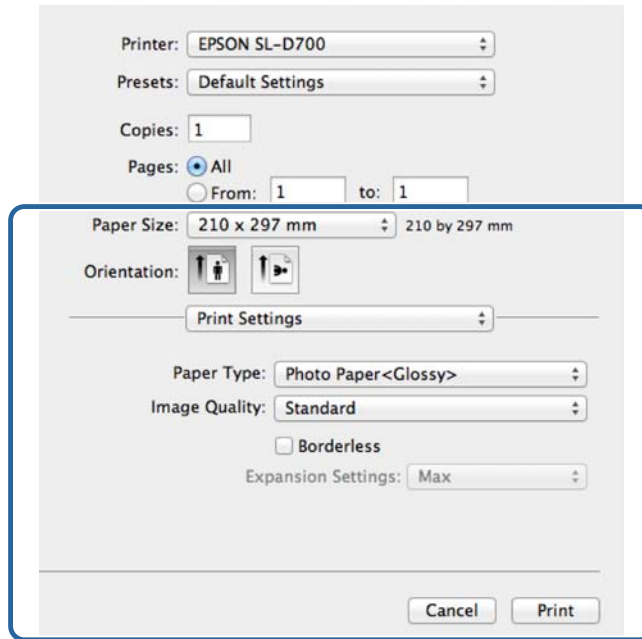 Printer: EPSON SL-D700
Presets: Default Settings
Copies: 1
Pages: All
From: 1 to: 1
Paper Size: 210 x 297 mm 210 by 297 mm
Orientation:
Print Settings
Paper Type: Photo Paper<Glossy>
Image Quality: Standard
Borderless
Expansion Settings: Max
Cancel Print